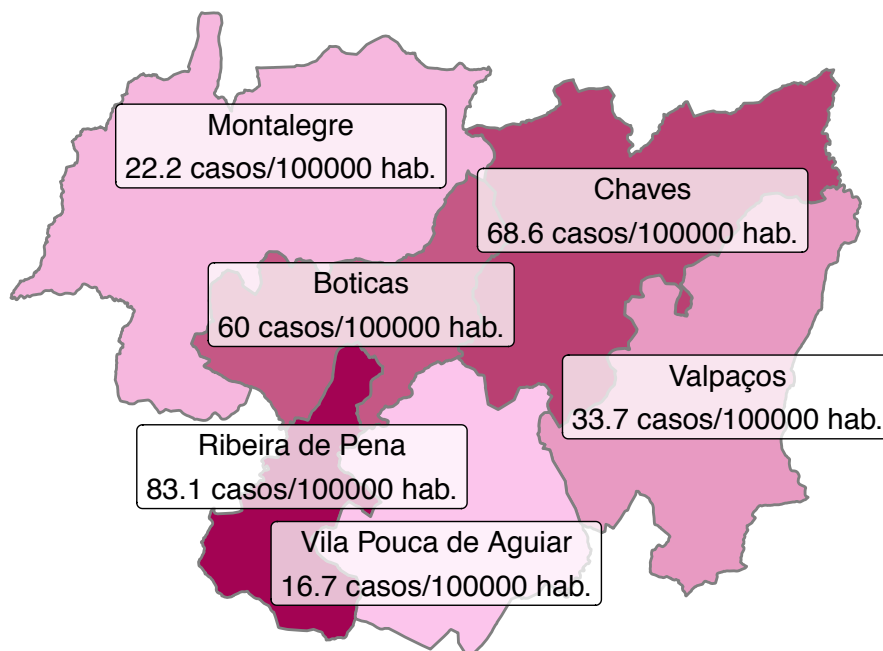 Montalegre
22.2 casos/100000 hab.
Chaves
68.6 casos/100000 hab.
Boticas
60 casos/100000 hab.
Valpaços
33.7 casos/100000 hab.
Ribeira de Pena
83.1 casos/100000 hab.
Vila Pouca de Aguiar
16.7 casos/100000 hab.